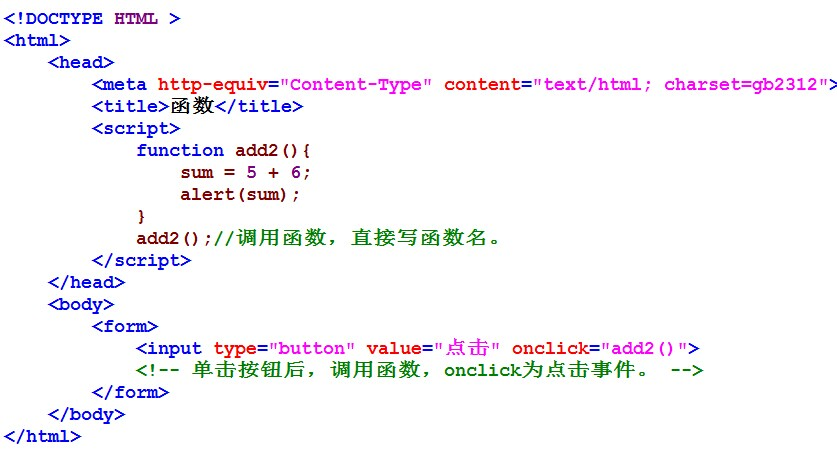 <!DOCTYPE HTML >
<html>
    <head>
        <meta http-equiv="Content-Type" content="text/html; charset=gb2312">
        <title>函数</title>
        <script>
            function add2(){
                sum = 5 + 6;
                alert(sum);
            }
            add2();//调用函数，直接写函数名。
        </script>
    </head>
    <body>
        <form>
            <input type="button" value="点击" onclick="add2()">
            <!-- 单击按钮后，调用函数，onclick为点击事件。 -->
        </form>
    </body>
</html>